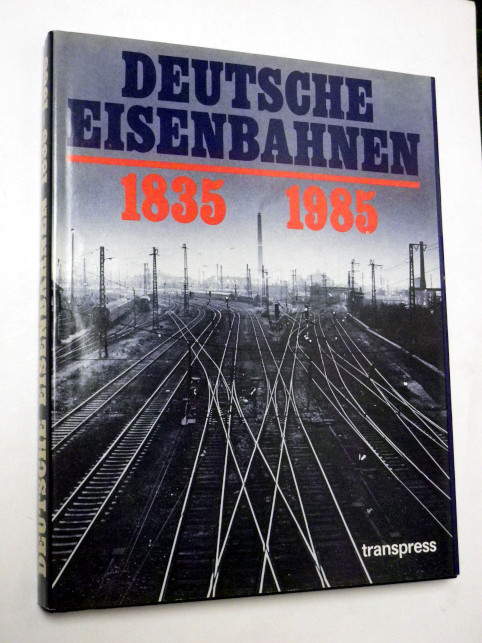 DEUTSCHE
EISENBAHNEN
1835 1985
transpress
DEUTSCHE EISENBAHNEN